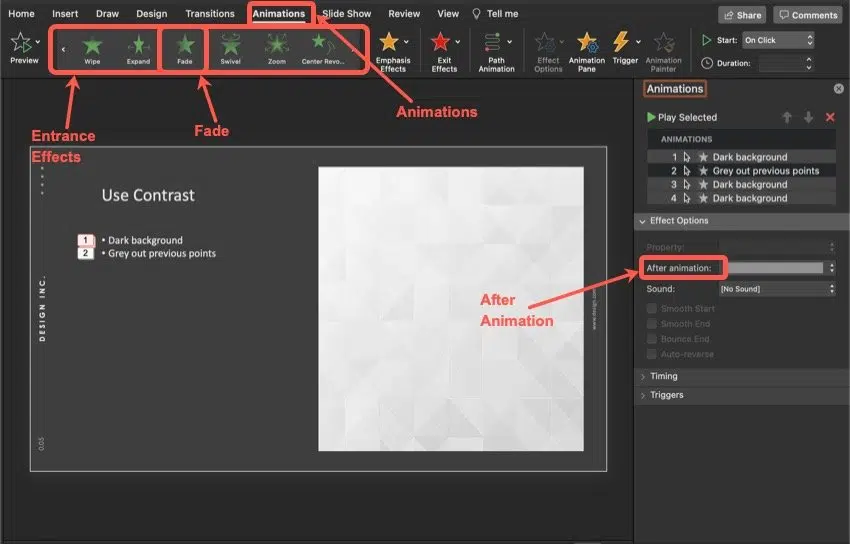 Home Insert Draw Design Transitions Animations Slide Show Review View Tell me Share Comments
Preview Wipe Expand Fade Swivel Zoom Center Revo... Emphasis Effects Exit Effects Path Animation Effect Options Animation Pane Trigger Animation Painter
Start: On Click
Duration:
Animations
Play Selected
ANIMATIONS
1 Dark background
2 Grey out previous points
3 Dark background
4 Dark background
Effect Options
Property:
After animation:
Sound: [No Sound]
Smooth Start
Smooth End
Bounce End
Auto-reverse
Timing
Triggers
Entrance
Effects
Fade
Animations
After
Animation
Use Contrast
1 • Dark background
2 • Grey out previous points
DESIGN INC.
0.05
www.design.com